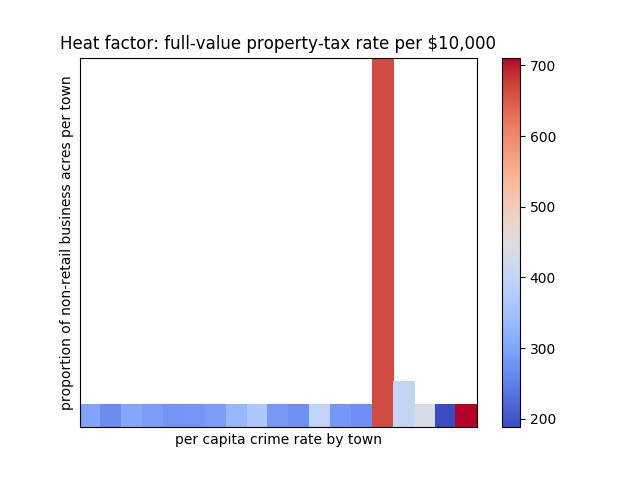 Heat factor: full-value property-tax rate per $10,000
proportion of non-retail business acres per town
per capita crime rate by town
700
600
500
400
300
200